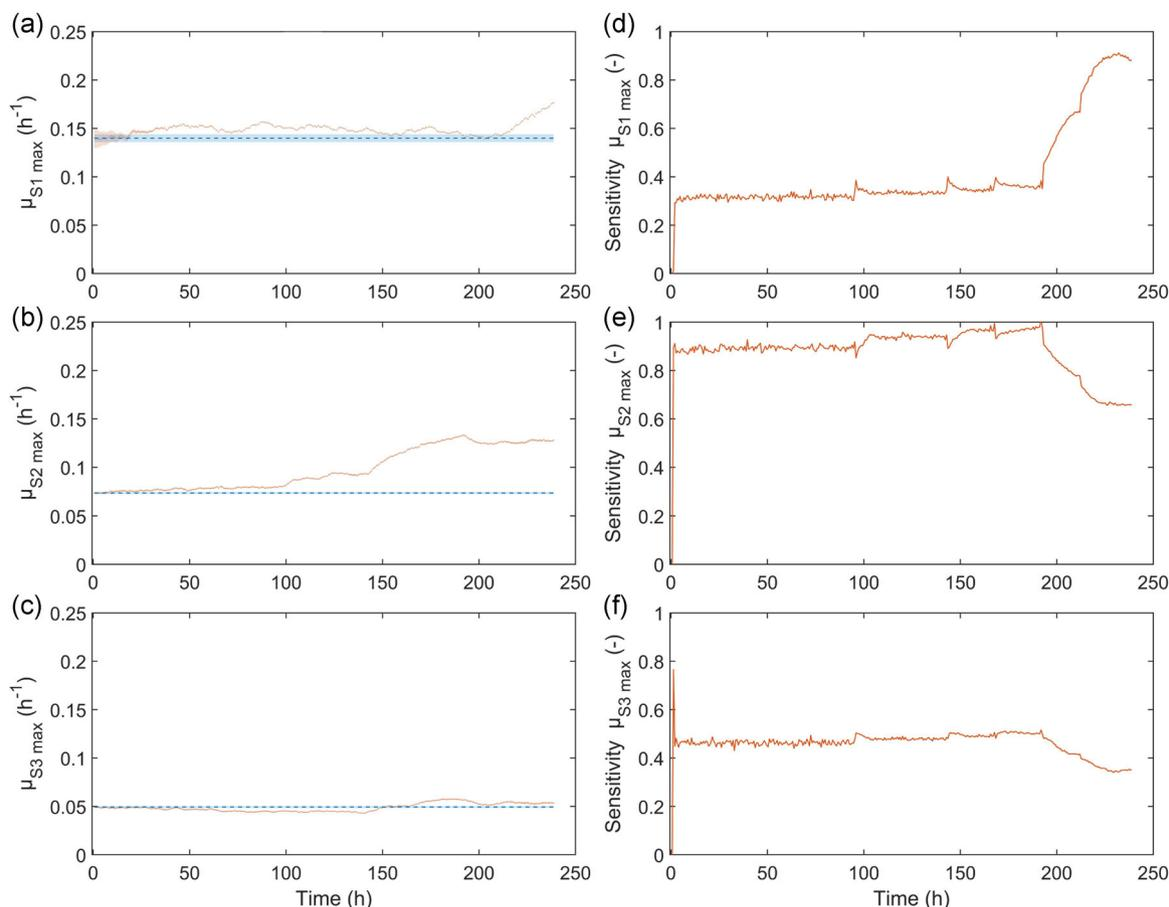 (a)
0.25
0.2
0.15
0.1
0.05
0
μS1 max (h-1)
0 50 100 150 200 250
(d)
1
0.8
0.6
0.4
0.2
0
Sensitivity μS1 max (-)
0 50 100 150 200 250
(b)
0.25
0.2
0.15
0.1
0.05
0
μS2 max (h-1)
0 50 100 150 200 250
(e)
1
0.8
0.6
0.4
0.2
0
Sensitivity μS2 max (-)
0 50 100 150 200 250
(c)
0.25
0.2
0.15
0.1
0.05
0
μS3 max (h-1)
0 50 100 150 200 250
Time (h)
(f)
1
0.8
0.6
0.4
0.2
0
Sensitivity μS3 max (-)
0 50 100 150 200 250
Time (h)